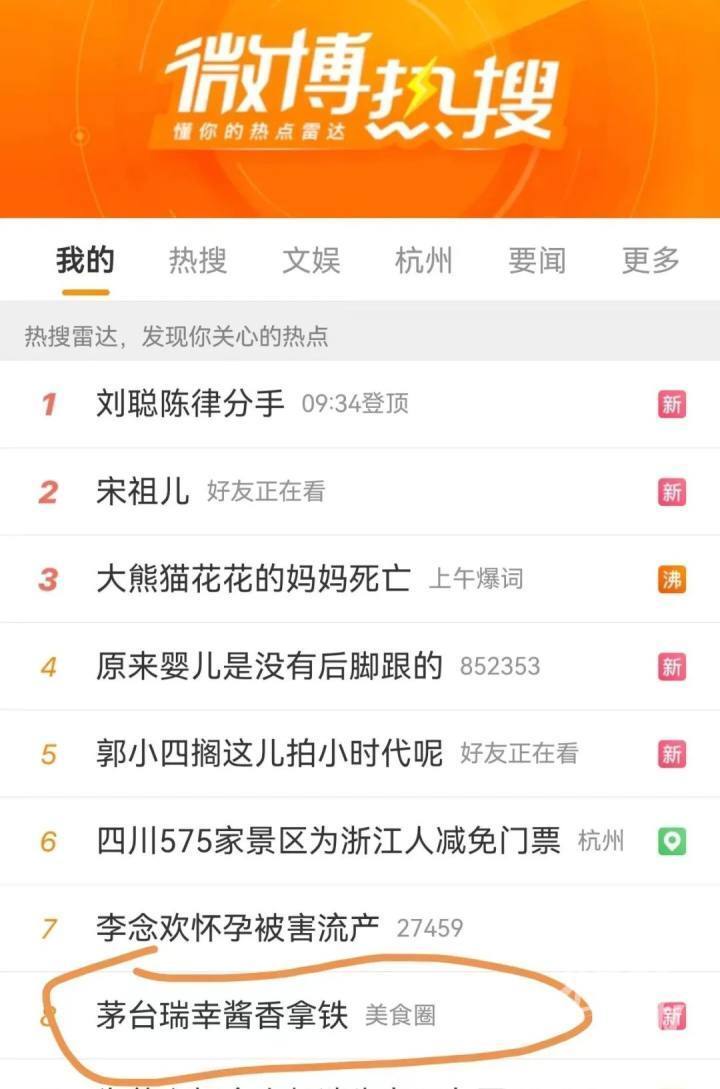 微博热搜
懂你的热点雷达
我的 热搜 文娱 杭州 要闻 更多
热搜雷达，发现你关心的热点
1 刘聪陈律分手 09:34登顶 新
2 宋祖儿 好友正在看 新
3 大熊猫花花的妈妈死亡 上午爆词 沸
4 原来婴儿是没有后脚跟的 852353 新
5 郭小四搁这儿拍小时代呢 好友正在看 新
6 四川575家景区为浙江人减免门票 杭州
7 李念欢怀孕被害流产 27459
8 茅台瑞幸酱香拿铁 美食圈 新